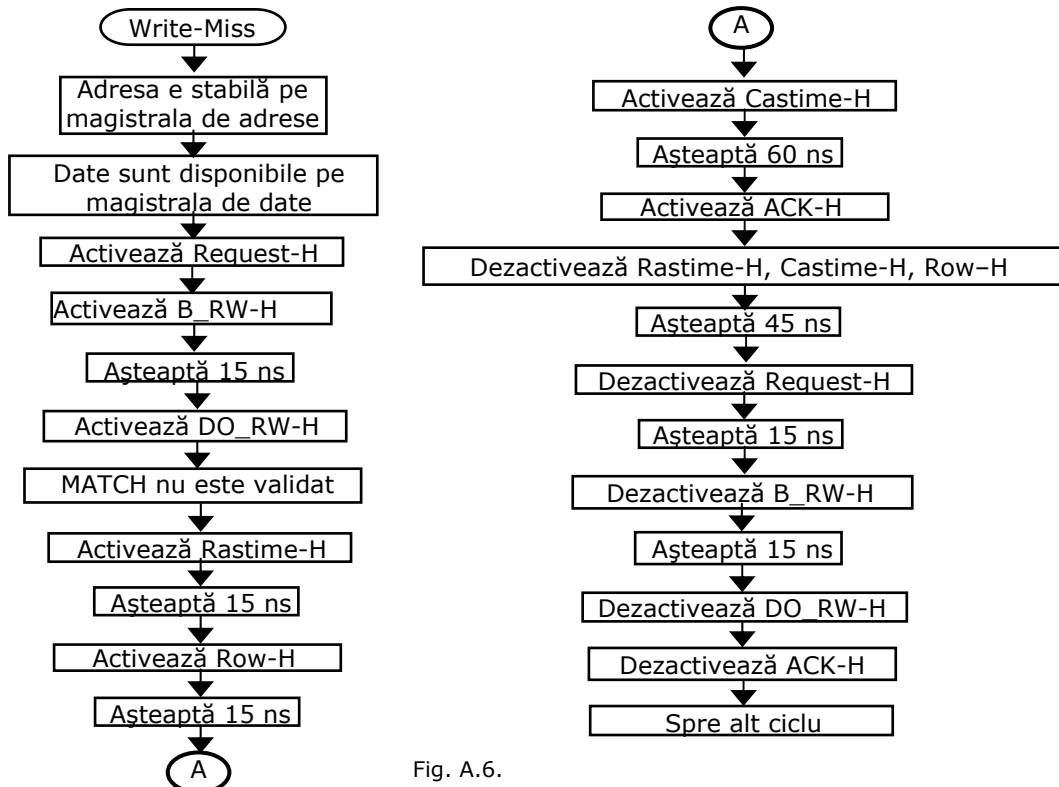 Write-Miss
Adresa e stabilă pe
magistrala de adrese
Date sunt disponibile pe
magistrala de date
Activează Request-H
Activează B_RW-H
Aşteaptă 15 ns
Activează DO_RW-H
MATCH nu este validat
Activează Rastime-H
Aşteaptă 15 ns
Activează Row-H
Aşteaptă 15 ns
A
A
Activează Castime-H
Aşteaptă 60 ns
Activează ACK-H
Dezactivează Rastime-H, Castime-H, Row–H
Aşteaptă 45 ns
Dezactivează Request-H
Aşteaptă 15 ns
Dezactivează B_RW-H
Aşteaptă 15 ns
Dezactivează DO_RW-H
Dezactivează ACK-H
Spre alt ciclu
Fig. A.6.